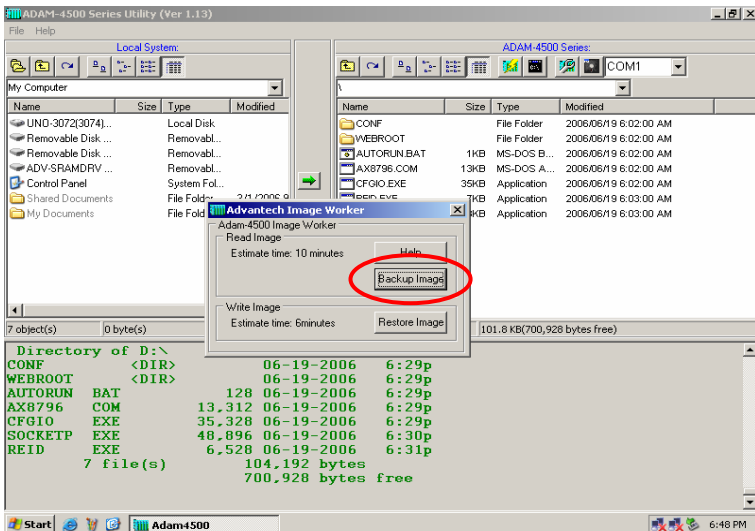 ADAM-4500 Series Utility (Ver 1.13)
File Help
Local System:
ADAM-4500 Series:
COM1
My Computer
\
Name Size Type Modified
UNO-3072(3074)... Local Disk
Removable Disk ... Removabl...
Removable Disk ... Removabl...
ADV-SRAMDRV ... Removabl...
Control Panel System Fol...
Shared Documents File Folder
My Documents File Fold
Name Size Type Modified
CONF File Folder 2006/06/19 6:02:00 AM
WEBROOT File Folder 2006/06/19 6:02:00 AM
AUTORUN.BAT 1KB MS-DOS B... 2006/06/19 6:02:00 AM
AX8796.COM 13KB MS-DOS A... 2006/06/19 6:02:00 AM
CFGIO.EXE 35KB Application 2006/06/19 6:02:00 AM
REID.EXE 7KB Application 2006/06/19 6:03:00 AM
Application 2006/06/19 6:03:00 AM
Advantech Image Worker
Adam-4500 Image Worker
Read Image
Estimate time: 10 minutes
Help
Backup Image
Write Image
Estimate time: 6minutes
Restore Image
7 object(s) 0 byte(s)
101.8 KB(700,928 bytes free)
Directory of D:\
CONF <DIR> 06-19-2006 6:29p
WEBROOT <DIR> 06-19-2006 6:29p
AUTORUN BAT 128 06-19-2006 6:29p
AX8796 COM 13,312 06-19-2006 6:29p
CFGIO EXE 35,328 06-19-2006 6:29p
SOCKETP EXE 48,896 06-19-2006 6:30p
REID EXE 6,528 06-19-2006 6:31p
7 file(s) 104,192 bytes
700,928 bytes free
Start Adam4500 6:48 PM